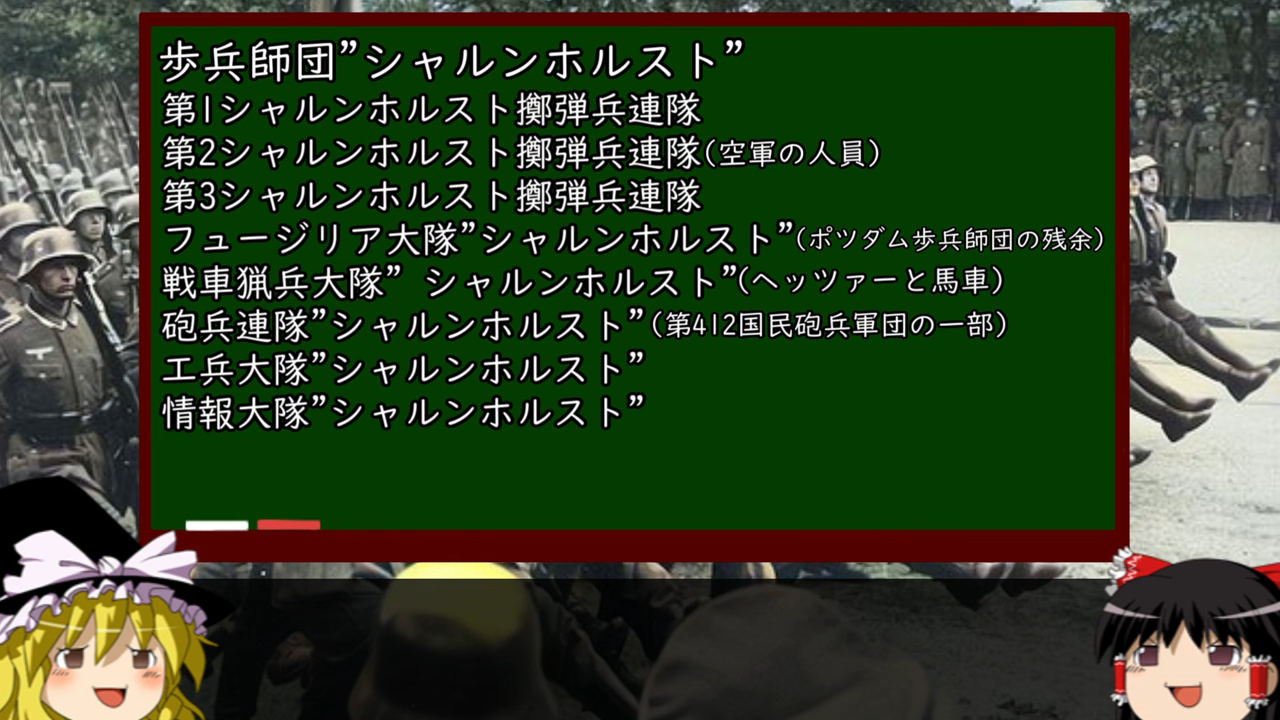 歩兵師団”シャルンホルスト”
第1シャルンホルスト擲弾兵連隊
第2シャルンホルスト擲弾兵連隊(空軍の人員)
第3シャルンホルスト擲弾兵連隊
フュージリア大隊”シャルンホルスト”(ポツダム歩兵師団の残余)
戦車猟兵大隊” シャルンホルスト”(ヘッツァーと馬車)
砲兵連隊”シャルンホルスト”(第412国民砲兵軍団の一部)
工兵大隊”シャルンホルスト”
情報大隊”シャルンホルスト”